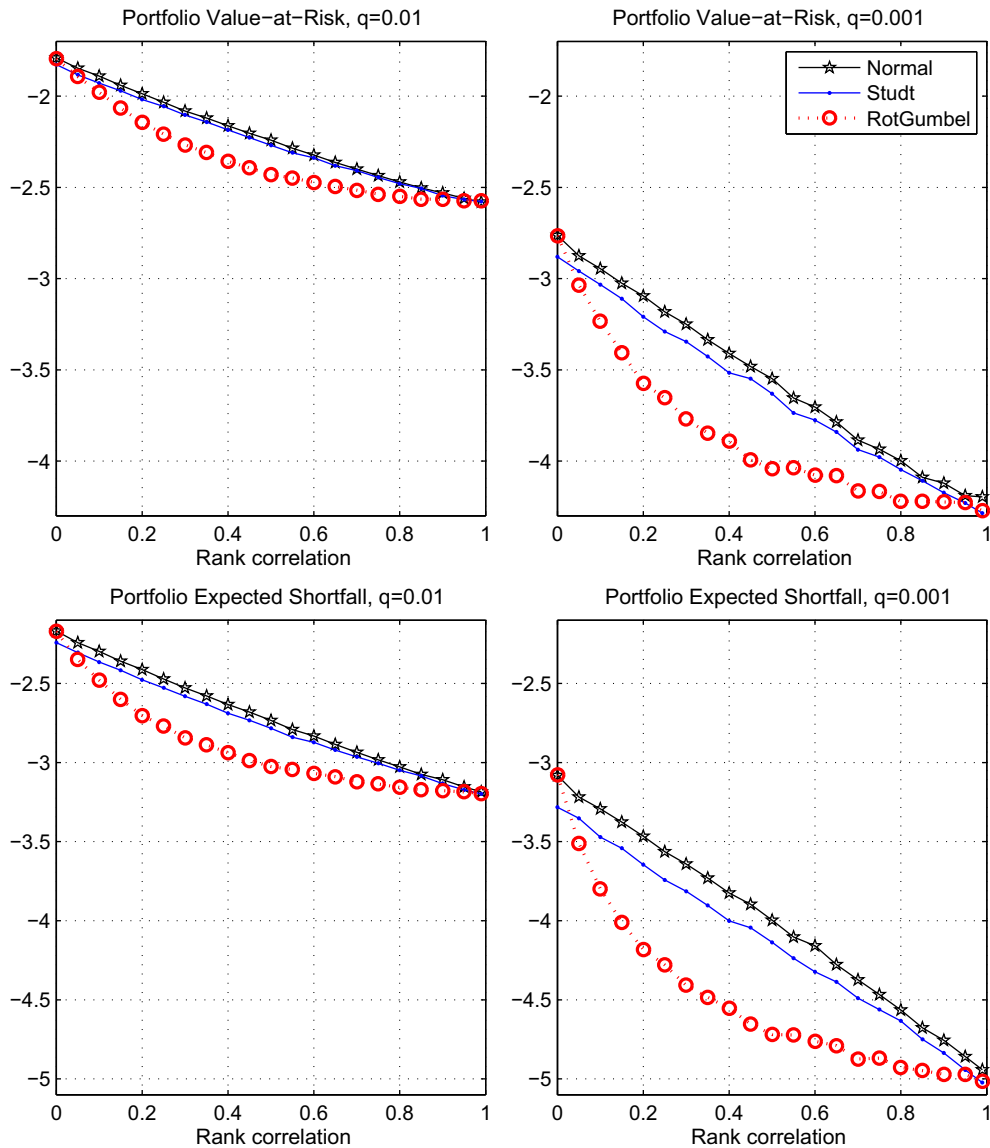 Portfolio Value−at−Risk, q=0.01
−2
−2.5
−3
−3.5
−4
0 0.2 0.4 0.6 0.8 1
Rank correlation
Portfolio Value−at−Risk, q=0.001
Normal
Studt
RotGumbel
−2
−2.5
−3
−3.5
−4
0 0.2 0.4 0.6 0.8 1
Rank correlation
Portfolio Expected Shortfall, q=0.01
−2.5
−3
−3.5
−4
−4.5
−5
0 0.2 0.4 0.6 0.8 1
Rank correlation
Portfolio Expected Shortfall, q=0.001
−2.5
−3
−3.5
−4
−4.5
−5
0 0.2 0.4 0.6 0.8 1
Rank correlation